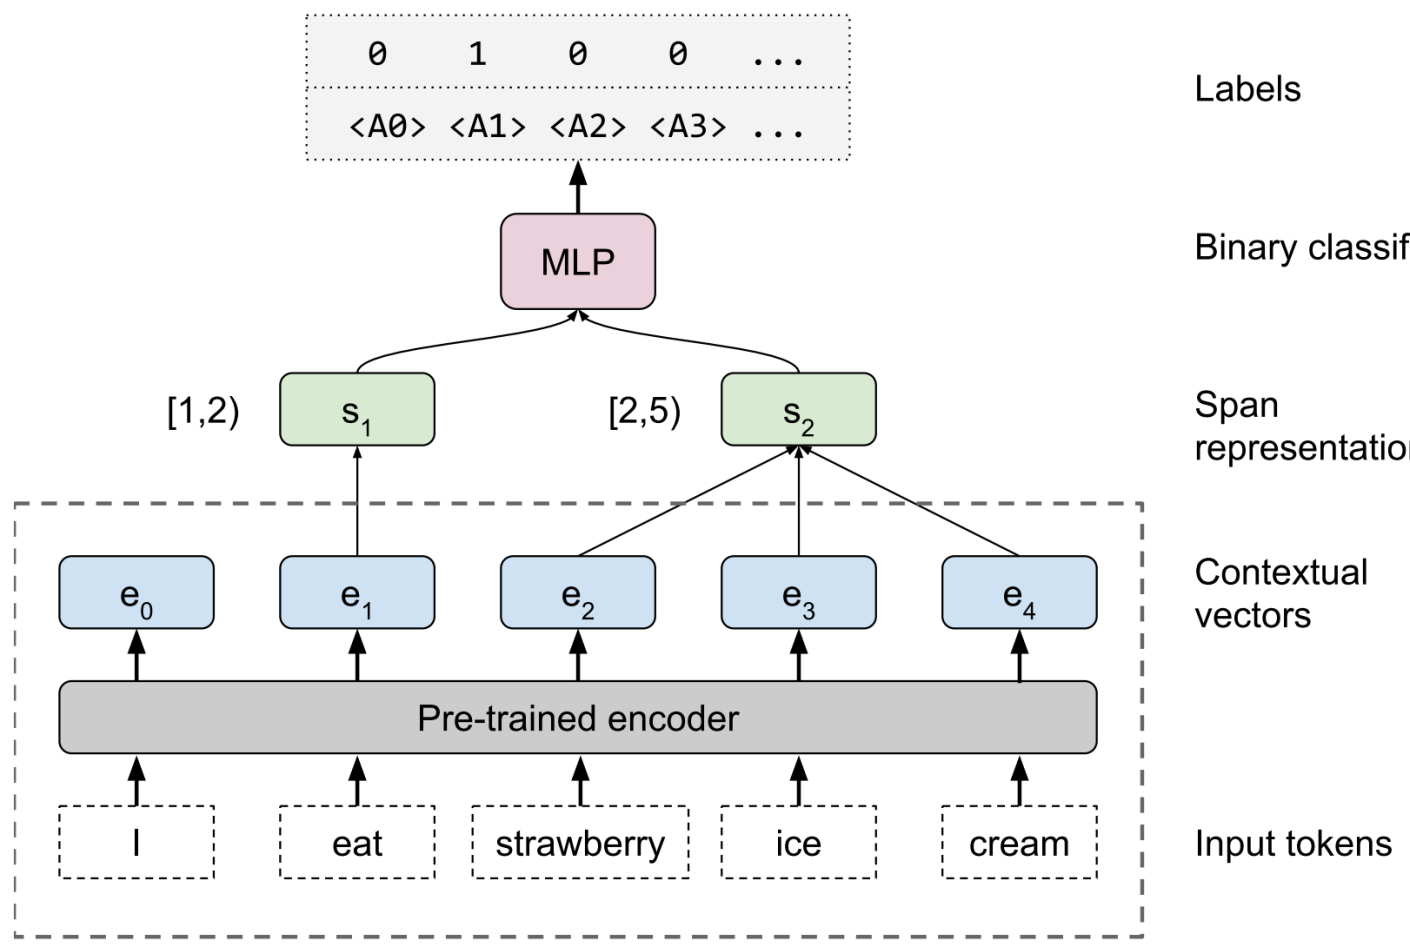 0 1 0 0 ...
Labels
<A0> <A1> <A2> <A3> ...
MLP
Binary classif
[1,2)
s1
[2,5)
s2
Span
representation
e0
e1
e2
e3
e4
Contextual
vectors
Pre-trained encoder
I
eat
strawberry
ice
cream
Input tokens